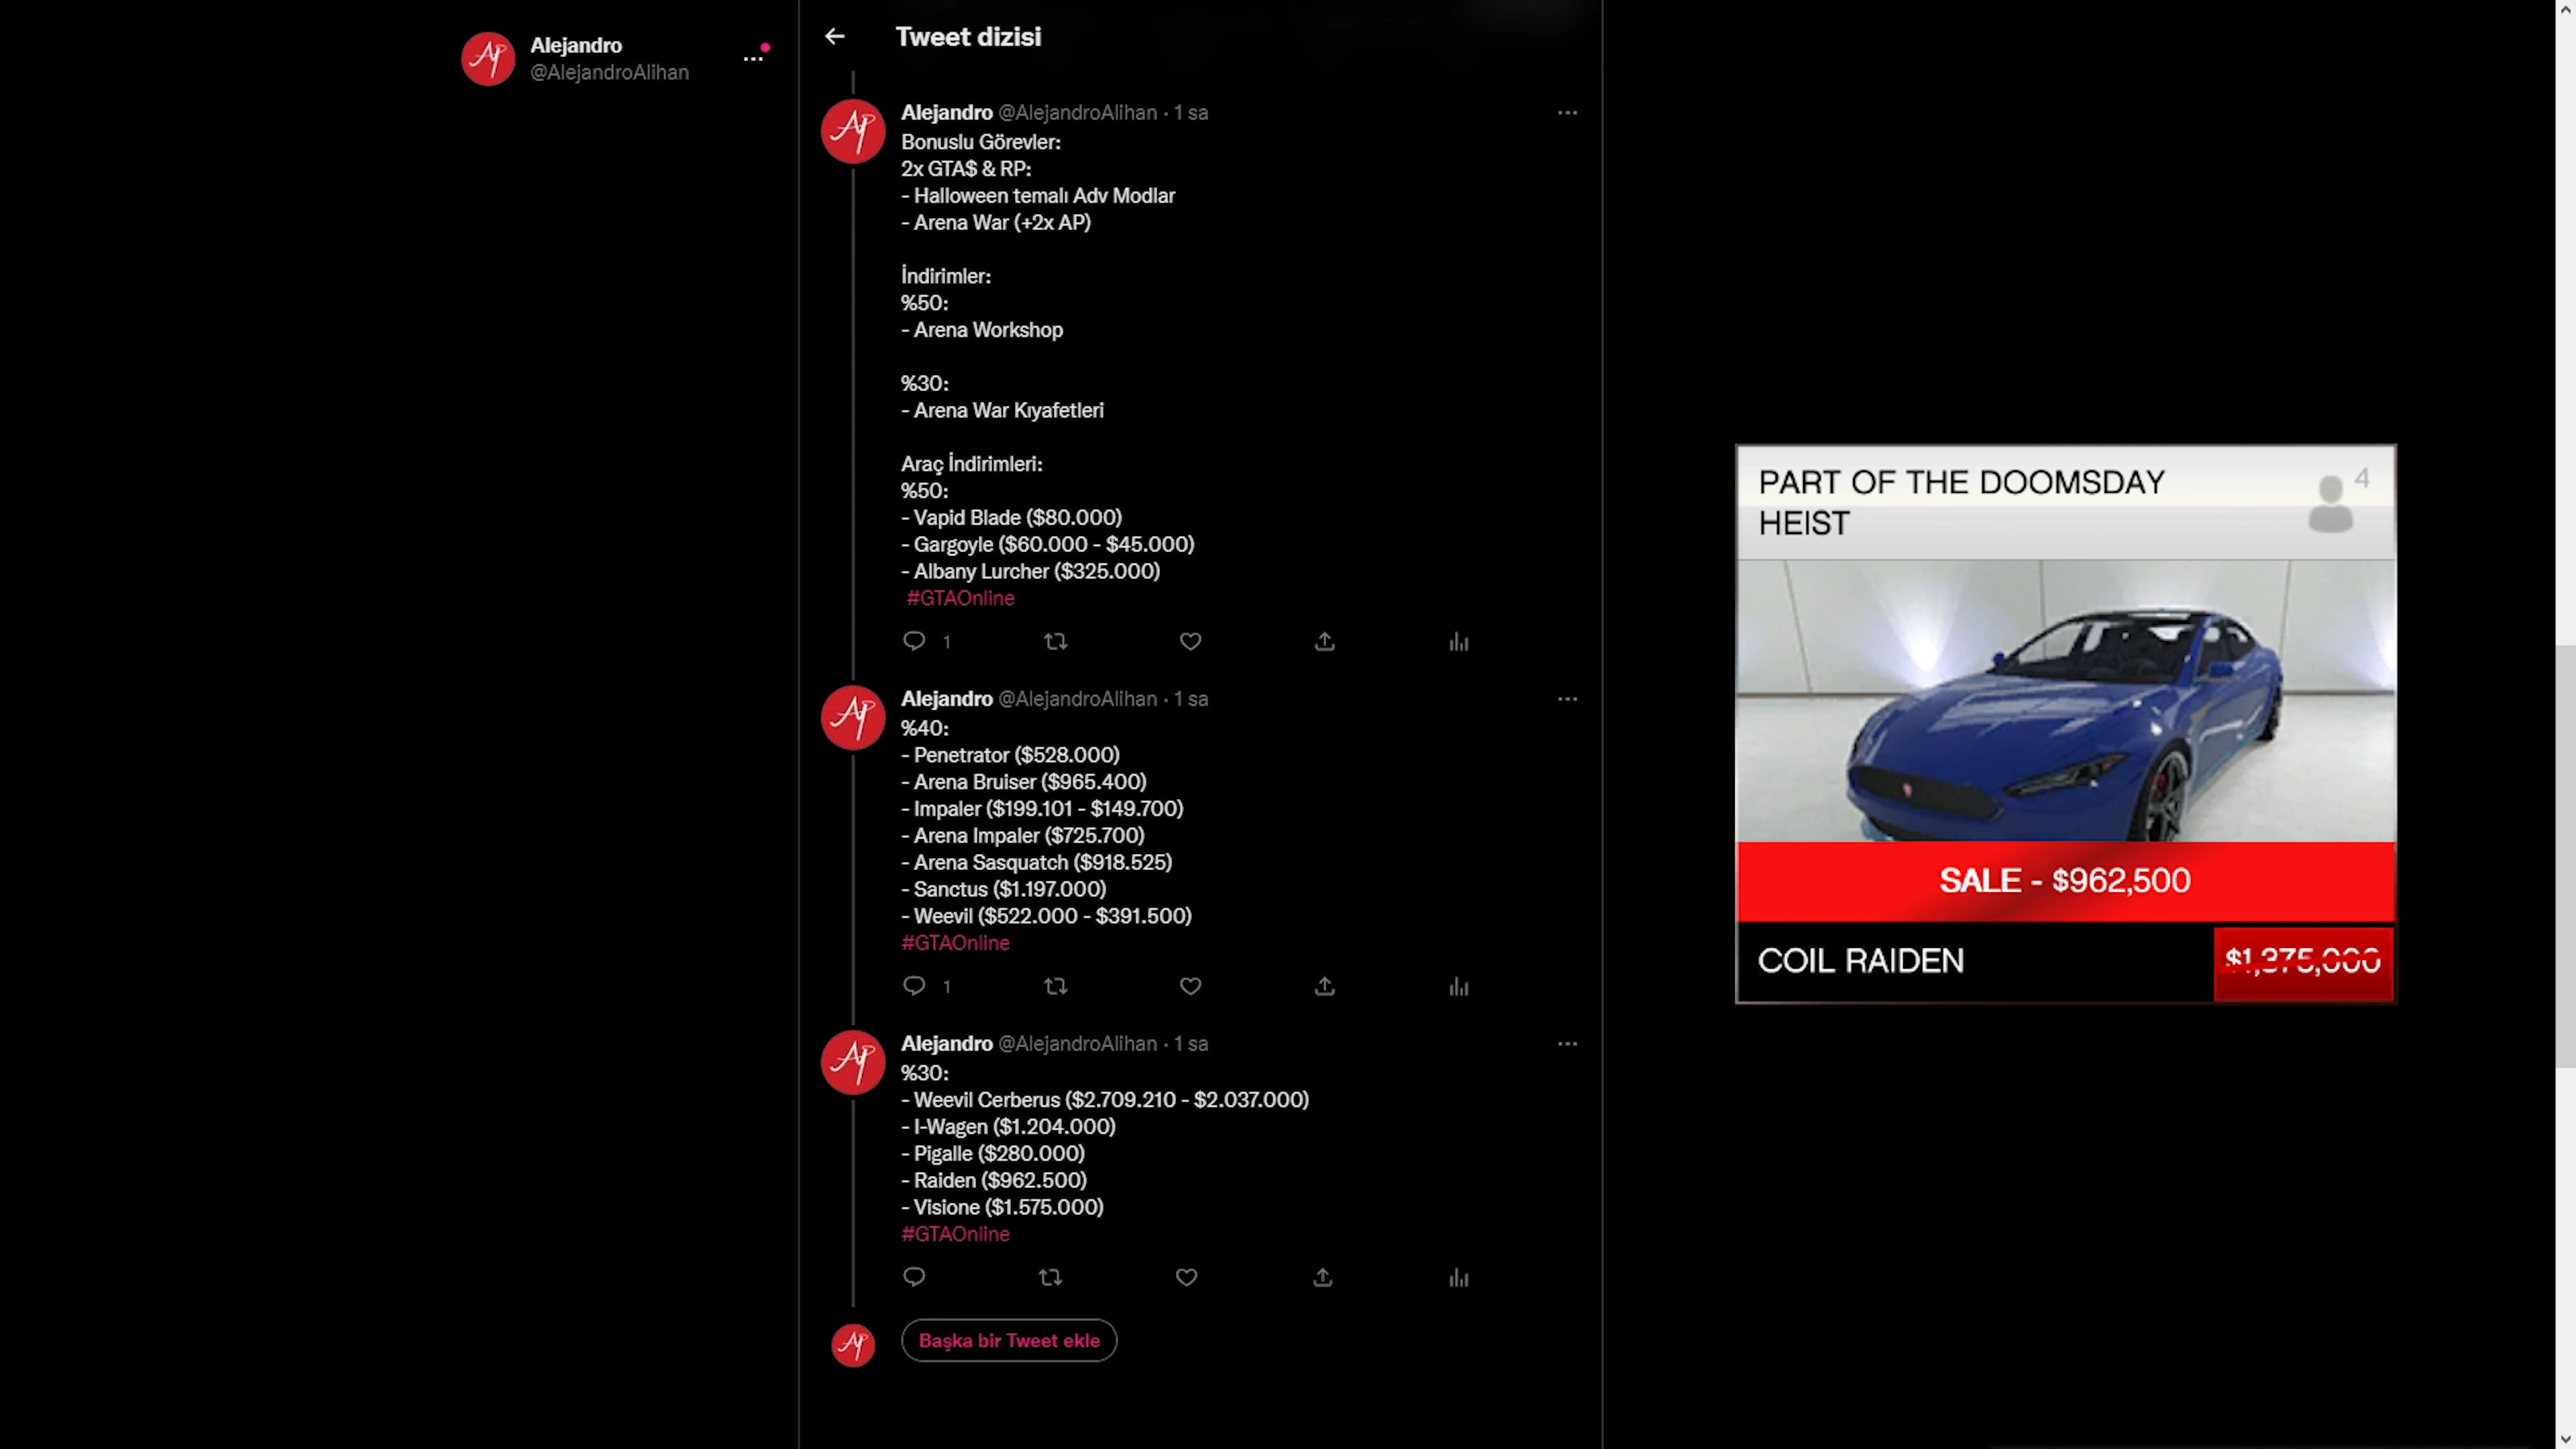 Alejandro
@AlejandroAlihan
Tweet dizisi
Alejandro @AlejandroAlihan · 1 sa
Bonuslu Görevler:
2x GTA$ & RP:
- Halloween temalı Adv Modlar
- Arena War (+2x AP)
İndirimler:
%50:
- Arena Workshop
%30:
- Arena War Kıyafetleri
Araç İndirimleri:
%50:
- Vapid Blade ($80.000)
- Gargoyle ($60.000 - $45.000)
- Albany Lurcher ($325.000)
#GTAOnline
1
Alejandro @AlejandroAlihan · 1 sa
%40:
- Penetrator ($528.000)
- Arena Bruiser ($965.400)
- Impaler ($199.101 - $149.700)
- Arena Impaler ($725.700)
- Arena Sasquatch ($918.525)
- Sanctus ($1.197.000)
- Weevil ($522.000 - $391.500)
#GTAOnline
1
Alejandro @AlejandroAlihan · 1 sa
%30:
- Weevil Cerberus ($2.709.210 - $2.037.000)
- I-Wagen ($1.204.000)
- Pigalle ($280.000)
- Raiden ($962.500)
- Visione ($1.575.000)
#GTAOnline
Başka bir Tweet ekle
PART OF THE DOOMSDAY
HEIST
4
SALE - $962,500
COIL RAIDEN
$1,375,000